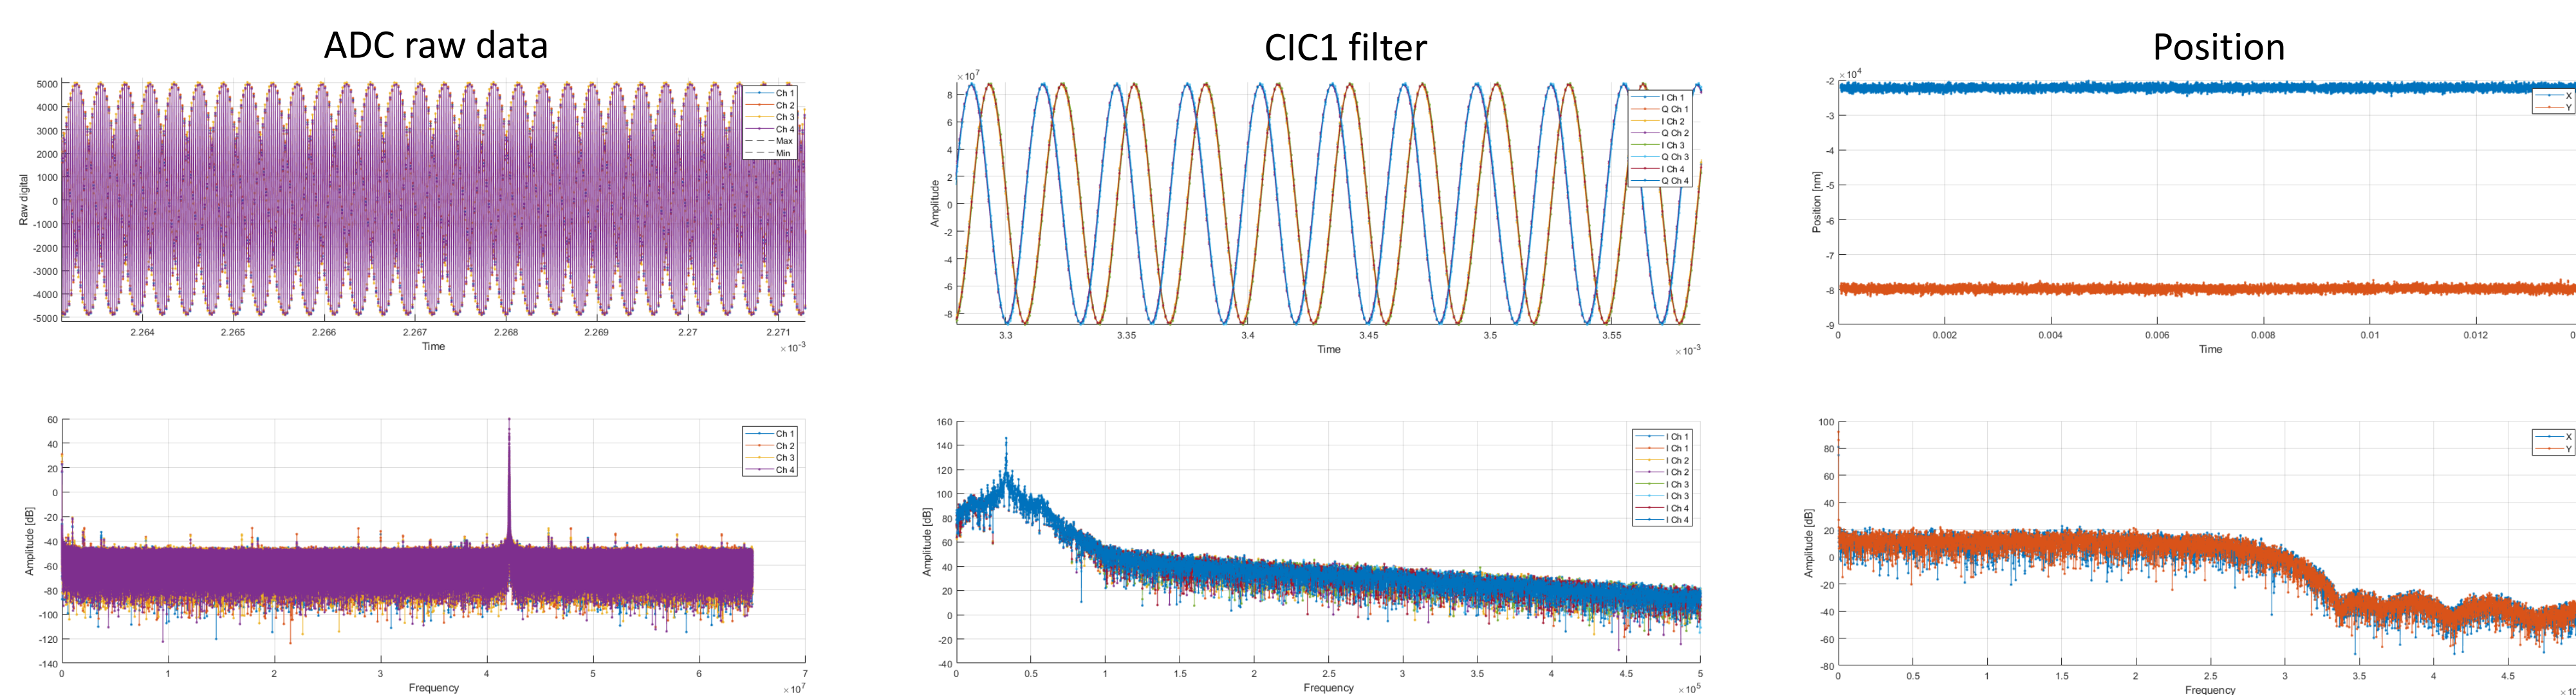 ADC raw data
CIC1 filter
Position
5000
4000
3000
2000
1000
0
-1000
-2000
-3000
-4000
-5000
Raw digital
Ch 1
Ch 2
Ch 3
Ch 4
Max
Min
2.264 2.265 2.266 2.267 2.268 2.269 2.27 2.271
Time
×10-3
×107
8
6
4
2
0
-2
-4
-6
-8
Amplitude
I Ch 1
Q Ch 1
I Ch 2
Q Ch 2
I Ch 3
Q Ch 3
I Ch 4
Q Ch 4
3.3 3.35 3.4 3.45 3.5 3.55
Time
×10-3
×104
-2
-3
-4
-5
-6
-7
-8
-9
Position [nm]
X
Y
0 0.002 0.004 0.006 0.008 0.01 0.012
Time
60
40
20
0
-20
-40
-60
-80
-100
-120
-140
Amplitude [dB]
Ch 1
Ch 2
Ch 3
Ch 4
0 1 2 3 4 5 6 7
Frequency
×107
160
140
120
100
80
60
40
20
0
-20
-40
Amplitude [dB]
I Ch 1
I Ch 1
I Ch 2
I Ch 2
I Ch 3
I Ch 3
I Ch 4
I Ch 4
0 0.5 1 1.5 2 2.5 3 3.5 4 4.5 5
Frequency
×105
100
80
60
40
20
0
-20
-40
-60
-80
Amplitude [dB]
X
Y
0 0.5 1 1.5 2 2.5 3 3.5 4 4.5
Frequency